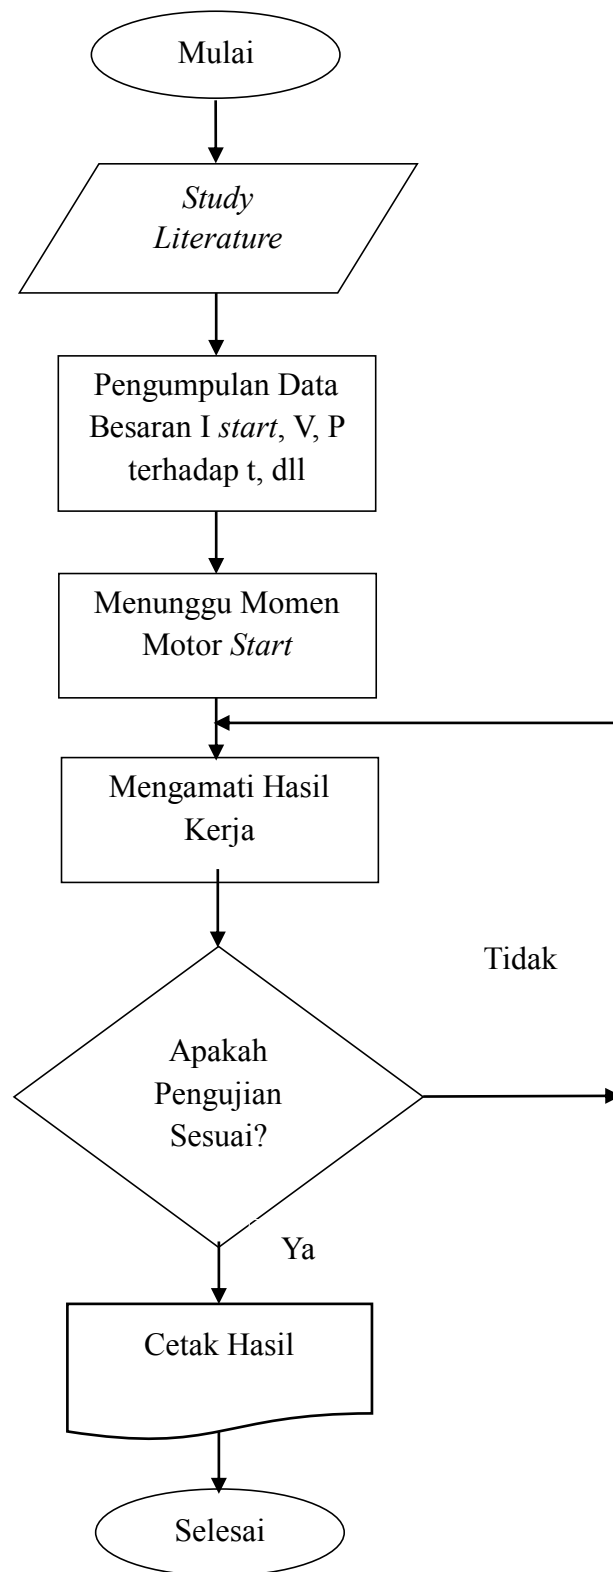 Mulai
Study
Literature
Pengumpulan Data
Besaran I start, V, P
terhadap t, dll
Menunggu Momen
Motor Start
Mengamati Hasil
Kerja
Tidak
Apakah
Pengujian
Sesuai?
Ya
Cetak Hasil
Selesai